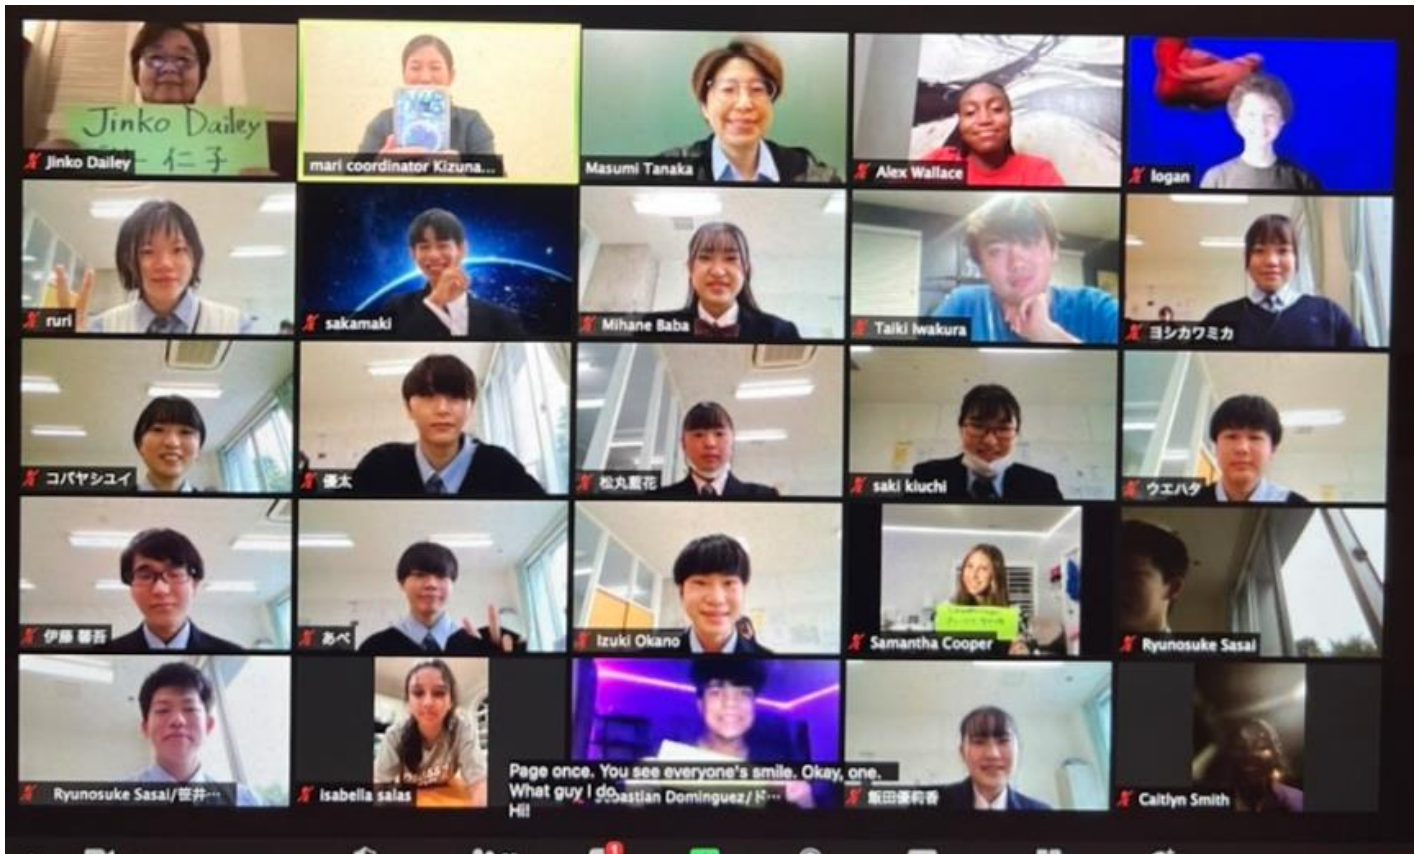 Jinko Dailey
仁子
Jinko Dailey
mari coordinator Kizuna...
Masumi Tanaka
Alex Wallace
logan
ruri
sakamaki
Mihane Baba
Taiki Iwakura
ヨシカワミカ
コバヤシユイ
優太
松丸藍花
saki kiuchi
ウエハタ
伊藤 馨吾
あべ
Izuki Okano
Samantha Cooper
Ryunosuke Sasai
Ryunosuke Sasai/笹井…
isabella salas
Page once. You see everyone's smile. Okay, one.
What guy I do.
Hi!
bastian Dominguez/ド…
飯田優莉香
Caitlyn Smith
1